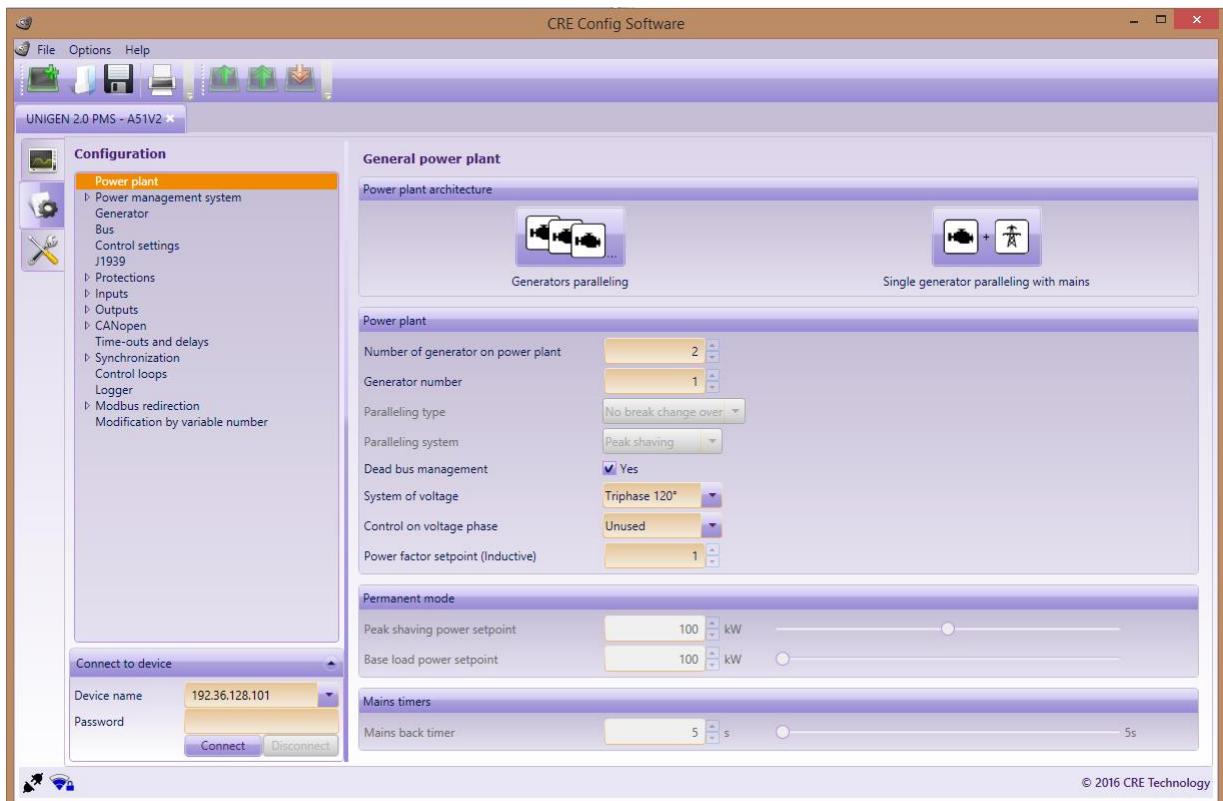 CRE Config Software
File Options Help
UNIGEN 2.0 PMS - A51V2
Configuration
Power plant
Power management system
Generator
Bus
Control settings
J1939
Protections
Inputs
Outputs
CANopen
Time-outs and delays
Synchronization
Control loops
Logger
Modbus redirection
Modification by variable number
Connect to device
Device name 192.36.128.101
Password
Connect Disconnect
General power plant
Power plant architecture
...
Generators paralleling
+
Single generator paralleling with mains
Power plant
Number of generator on power plant 2
Generator number 1
Paralleling type No break change over
Paralleling system Peak shaving
Dead bus management Yes
System of voltage Triphase 120°
Control on voltage phase Unused
Power factor setpoint (Inductive) 1
Permanent mode
Peak shaving power setpoint 100 kW
Base load power setpoint 100 kW
Mains timers
Mains back timer 5 s 5s
© 2016 CRE Technology